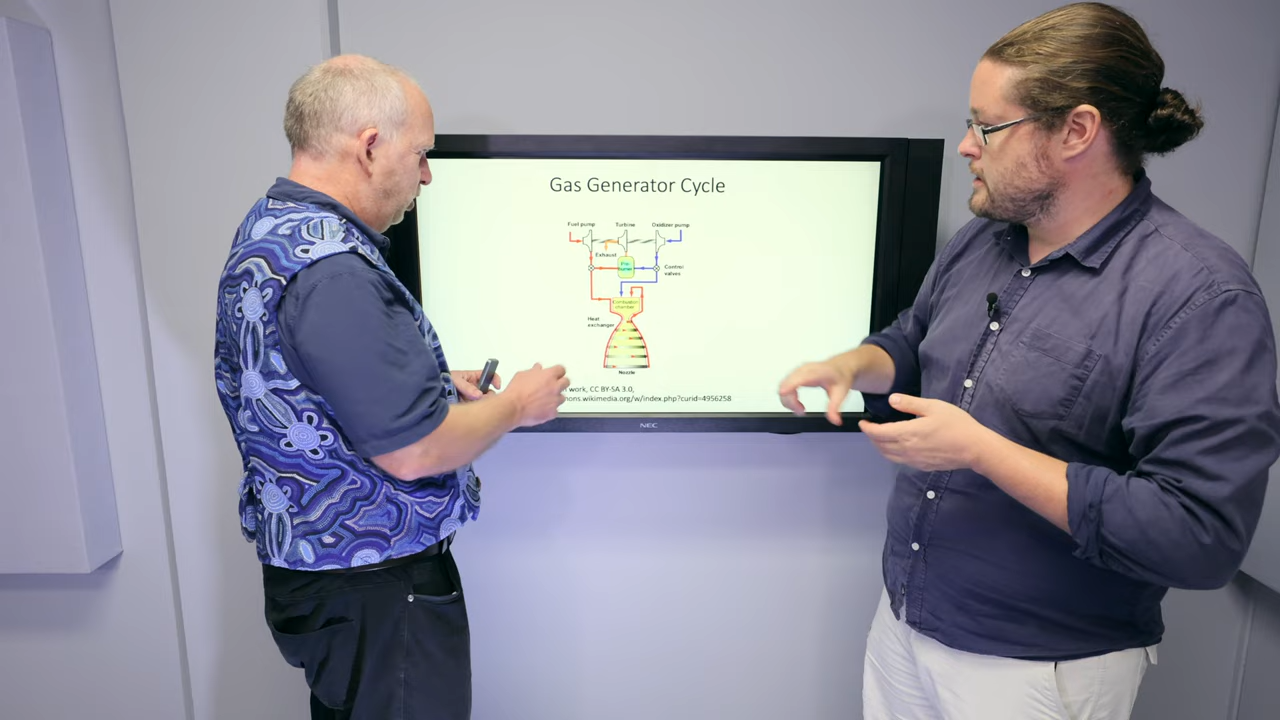 Gas Generator Cycle
Fuel pump
Turbine
Oxidizer pump
Exhaust
Control
valves
Combustion
chamber
Heat
exchanger
Nozzle
work, CC BY-SA 3.0,
ons.wikimedia.org/w/index.php?curid=4956258
NEC